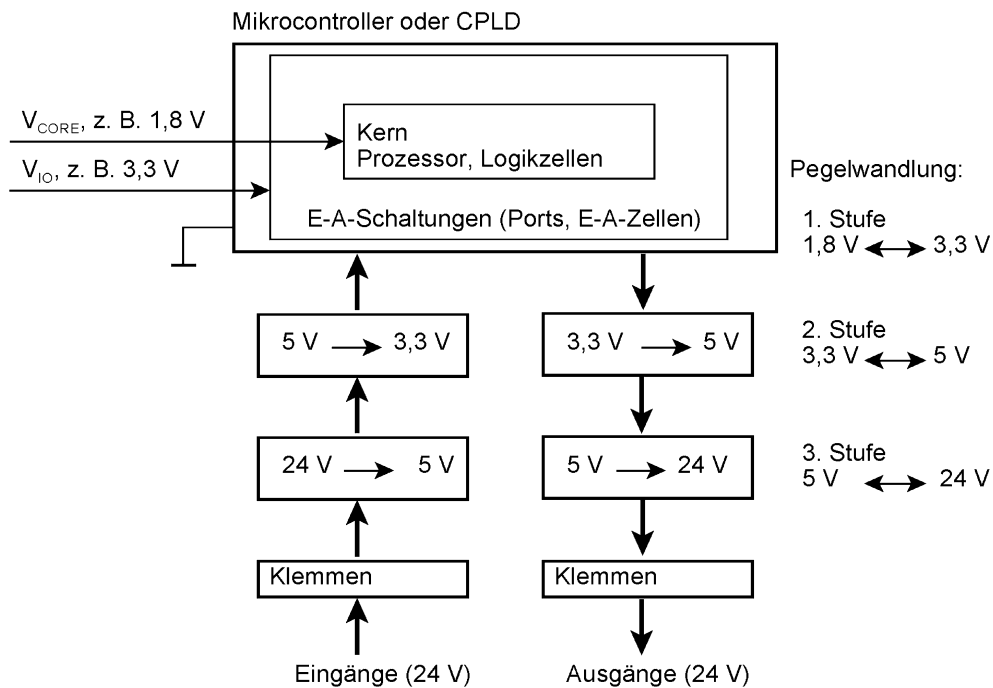 Mikrocontroller oder CPLD
VCORE, z. B. 1,8 V
Kern
Prozessor, Logikzellen
VIO, z. B. 3,3 V
E-A-Schaltungen (Ports, E-A-Zellen)
Pegelwandlung:
1. Stufe
1,8 V 3,3 V
5 V 3,3 V
3,3 V 5 V
2. Stufe
3,3 V 5 V
24 V 5 V
5 V 24 V
3. Stufe
5 V 24 V
Klemmen
Klemmen
Eingänge (24 V)
Ausgänge (24 V)